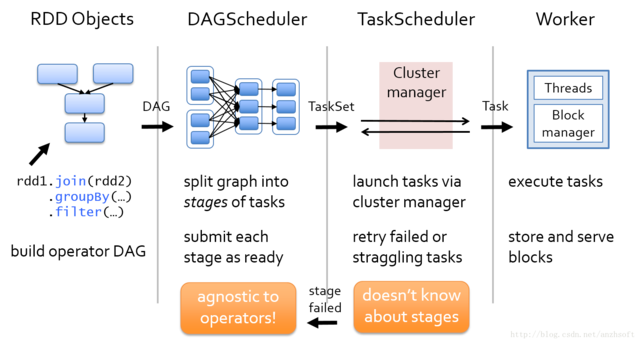 RDD Objects
DAGScheduler
TaskScheduler
Worker
DAG
TaskSet
Cluster
manager
Task
Threads
Block
manager
rdd1.join(rdd2)
.groupBy(…)
.filter(…)
build operator DAG
split graph into
stages of tasks
submit each
stage as ready
launch tasks via
cluster manager
retry failed or
straggling tasks
execute tasks
store and serve
blocks
agnostic to
operators!
stage
failed
doesn't know
about stages